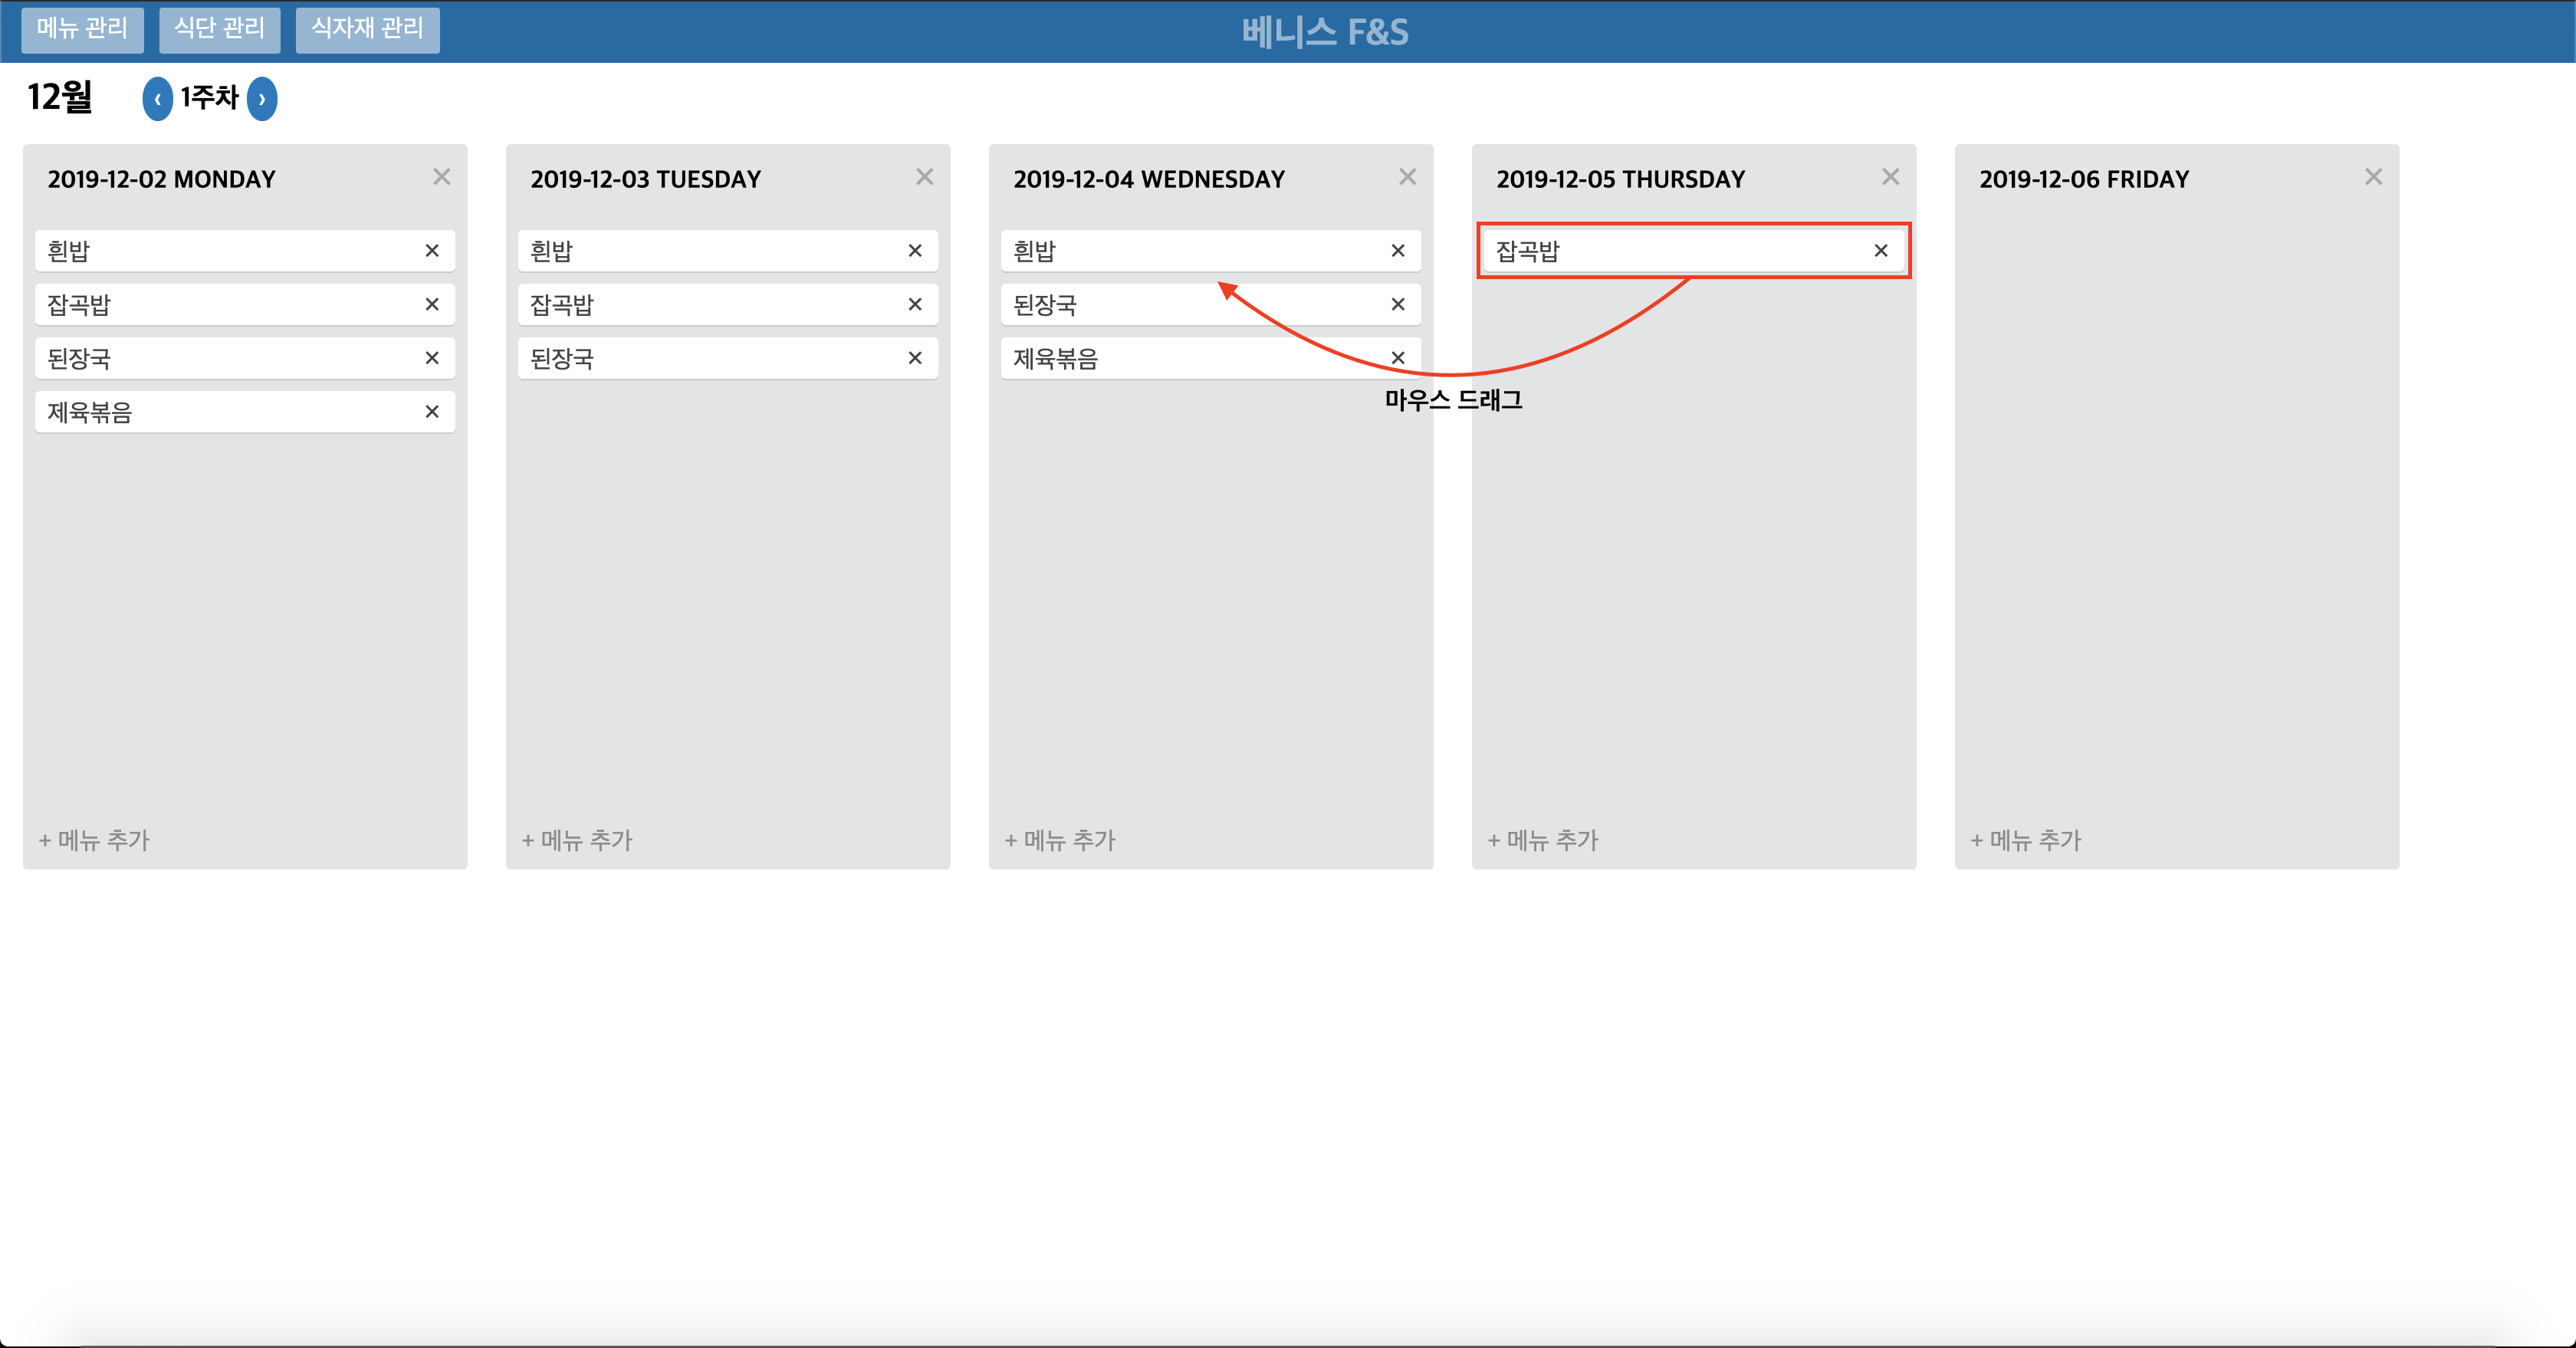 메뉴 관리 식단 관리 식자재 관리 베니스 F&S
12월 ‹ 1주차 ›
2019-12-02 MONDAY ×
흰밥 ×
잡곡밥 ×
된장국 ×
제육볶음 ×
+ 메뉴 추가
2019-12-03 TUESDAY ×
흰밥 ×
잡곡밥 ×
된장국 ×
+ 메뉴 추가
2019-12-04 WEDNESDAY ×
흰밥 ×
된장국 ×
제육볶음 ×
+ 메뉴 추가
2019-12-05 THURSDAY ×
잡곡밥 ×
마우스 드래그
+ 메뉴 추가
2019-12-06 FRIDAY ×
+ 메뉴 추가